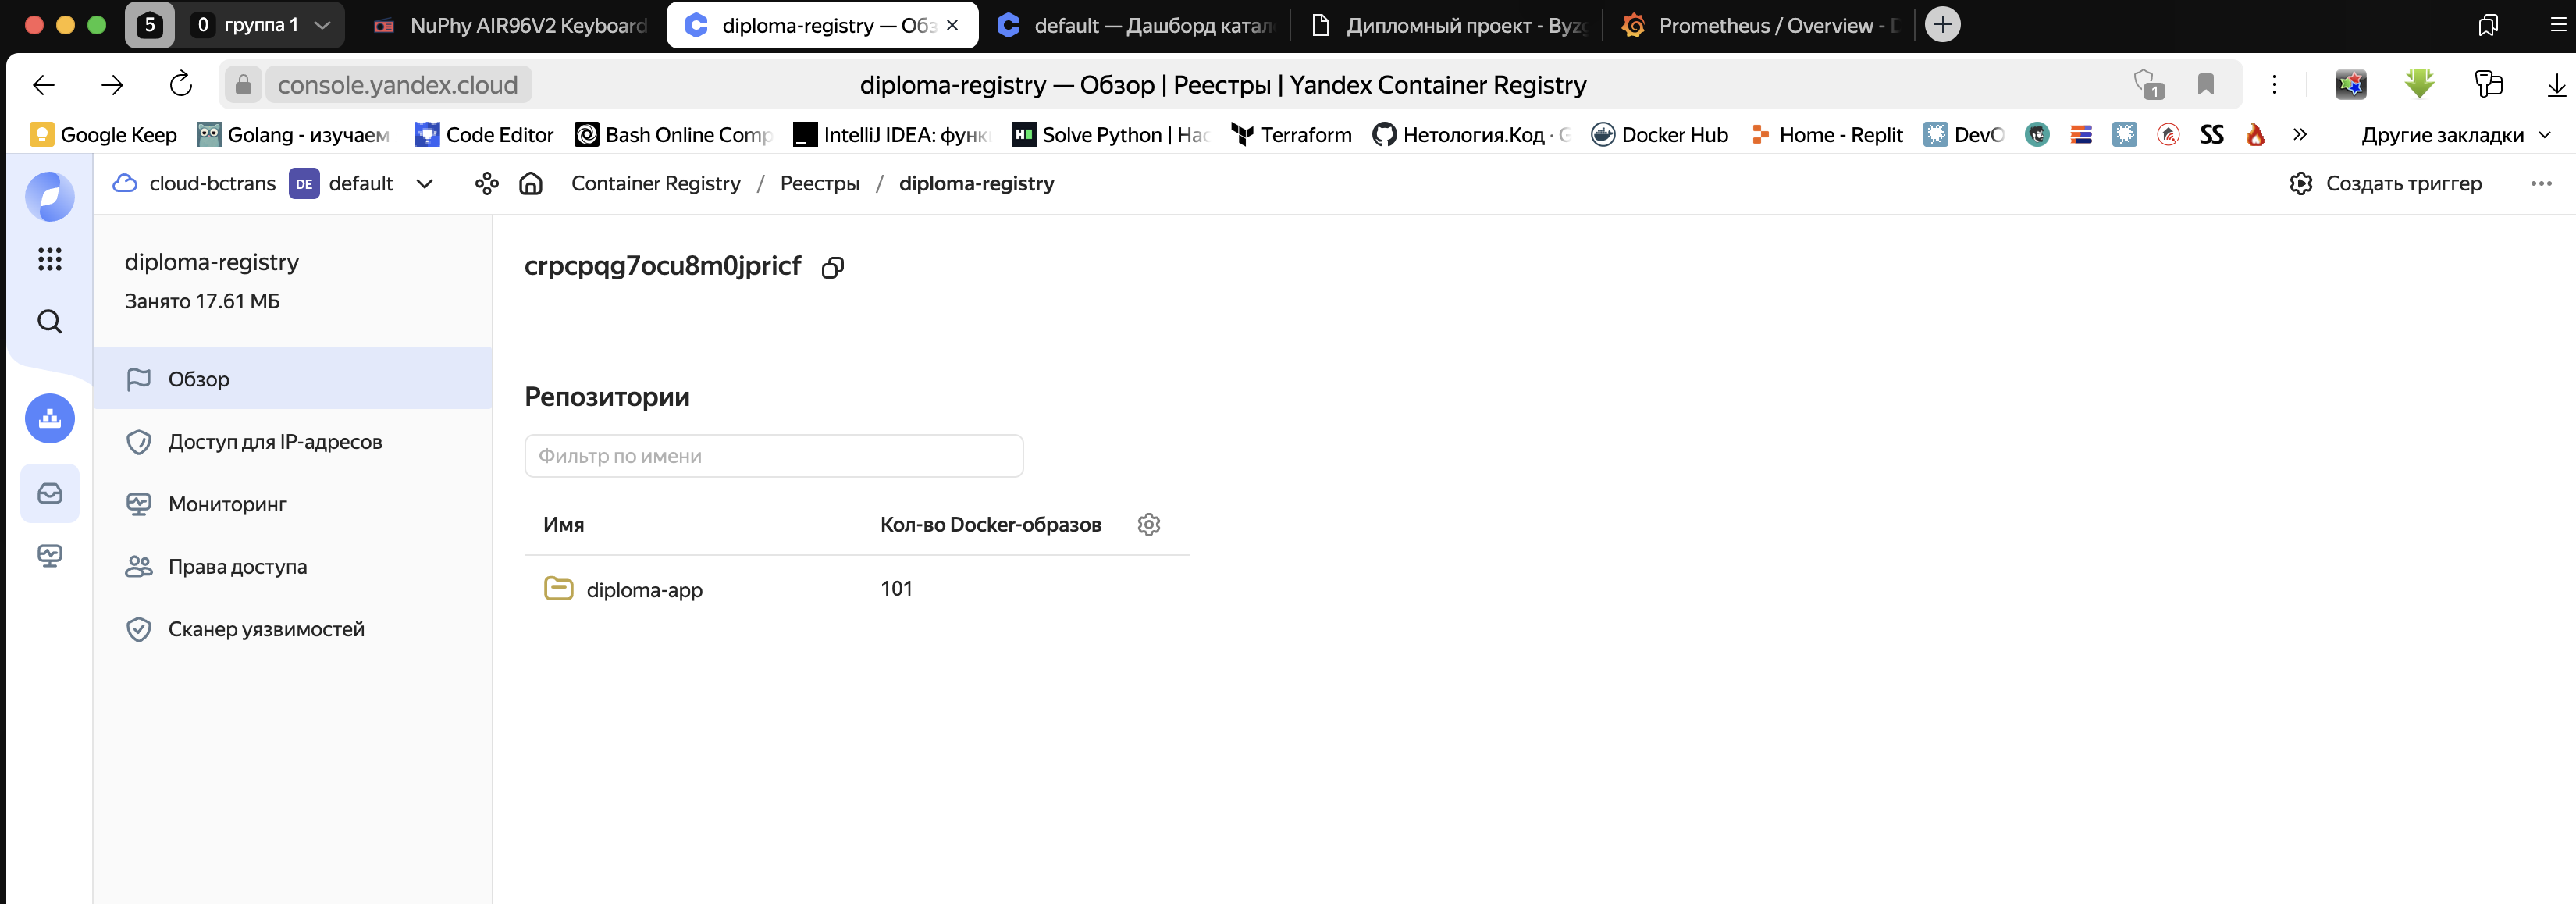 5 0 группа 1 NuPhy AIR96V2 Keyboard diploma-registry — Обз default — Дашборд катал Дипломный проект - Byzg Prometheus / Overview - D
console.yandex.cloud diploma-registry — Обзор | Реестры | Yandex Container Registry 1
Google Keep Golang - изучаем Code Editor Bash Online Comp IntelliJ IDEA: функ Solve Python | Hac Terraform Нетология.Код · G Docker Hub Home - Replit DevO SS » Другие закладки
cloud-bctrans DE default Container Registry / Реестры / diploma-registry Создать триггер
diploma-registry
Занято 17.61 МБ
Обзор
Доступ для IP-адресов
Мониторинг
Права доступа
Сканер уязвимостей
crpcpqg7ocu8m0jpricf
Репозитории
Фильтр по имени
Имя Кол-во Docker-образов
diploma-app 101